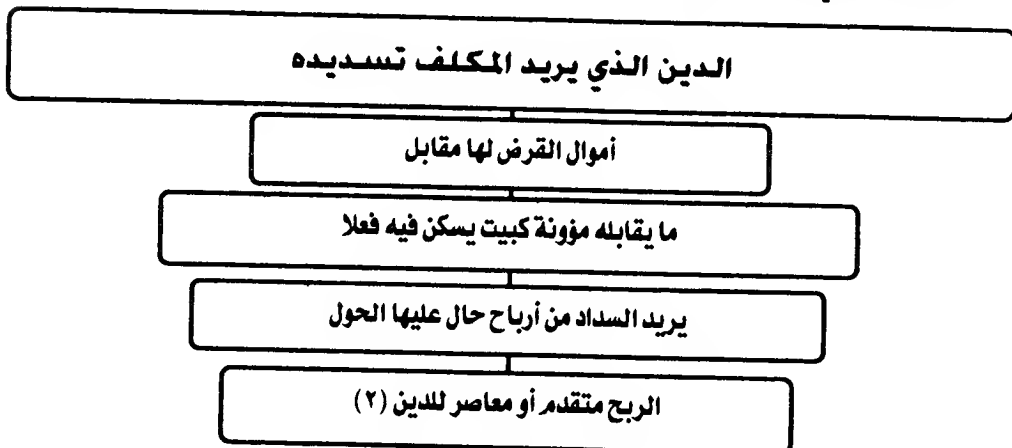 الدين الذي يريد المكلف تسديده
أموال القرض لها مقابل
ما يقابله مؤونة كبيت يسكن فيه فعلا
يريد السداد من أرباح حال عليها الحول
الربح متقدم أو معاصر للدين (٢)